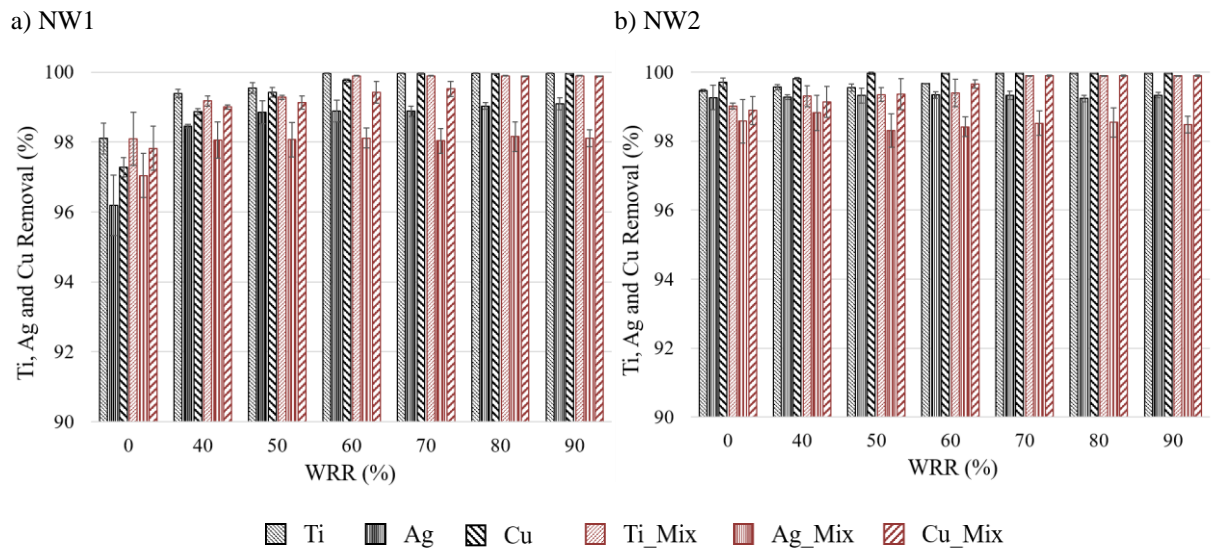 a) NW1
Ti, Ag and Cu Removal (%)
100
98
96
94
92
90
0 40 50 60 70 80 90
WRR (%)
b) NW2
Ti, Ag and Cu Removal (%)
100
98
96
94
92
90
0 40 50 60 70 80 90
WRR (%)
Ti Ag Cu Ti_Mix Ag_Mix Cu_Mix